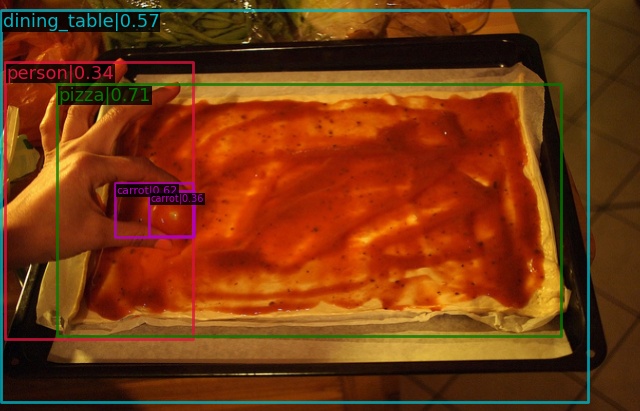 dining_table|0.57
person|0.34
pizza|0.71
carrot|0.62
carrot|0.36